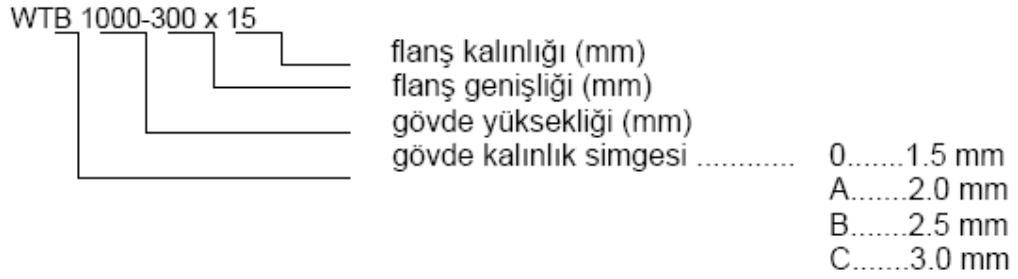 WTB 1000-300 x 15
flanş kalınlığı (mm)
flanş genişliği (mm)
gövde yüksekliği (mm)
gövde kalınlık simgesi ............ 0.......1.5 mm
A.......2.0 mm
B.......2.5 mm
C.......3.0 mm